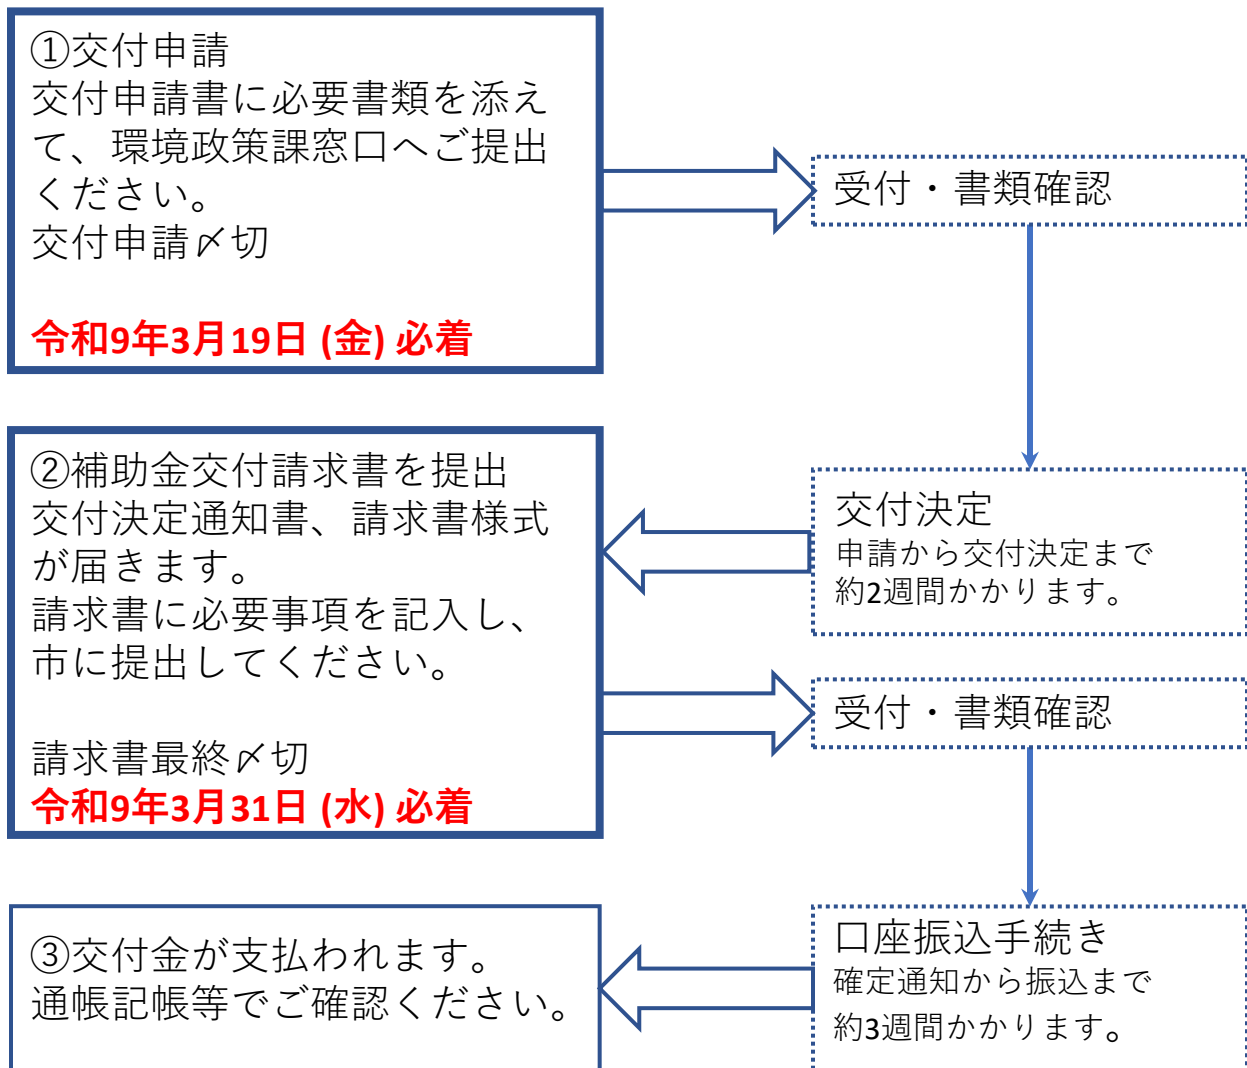 ①交付申請
交付申請書に必要書類を添え
て、環境政策課窓口へご提出
ください。
交付申請〆切
令和9年3月19日 (金) 必着
受付・書類確認
②補助金交付請求書を提出
交付決定通知書、請求書様式
が届きます。
請求書に必要事項を記入し、
市に提出してください。
請求書最終〆切
令和9年3月31日 (水) 必着
交付決定
申請から交付決定まで
約2週間かかります。
受付・書類確認
③交付金が支払われます。
通帳記帳等でご確認ください。
口座振込手続き
確定通知から振込まで
約3週間かかります。